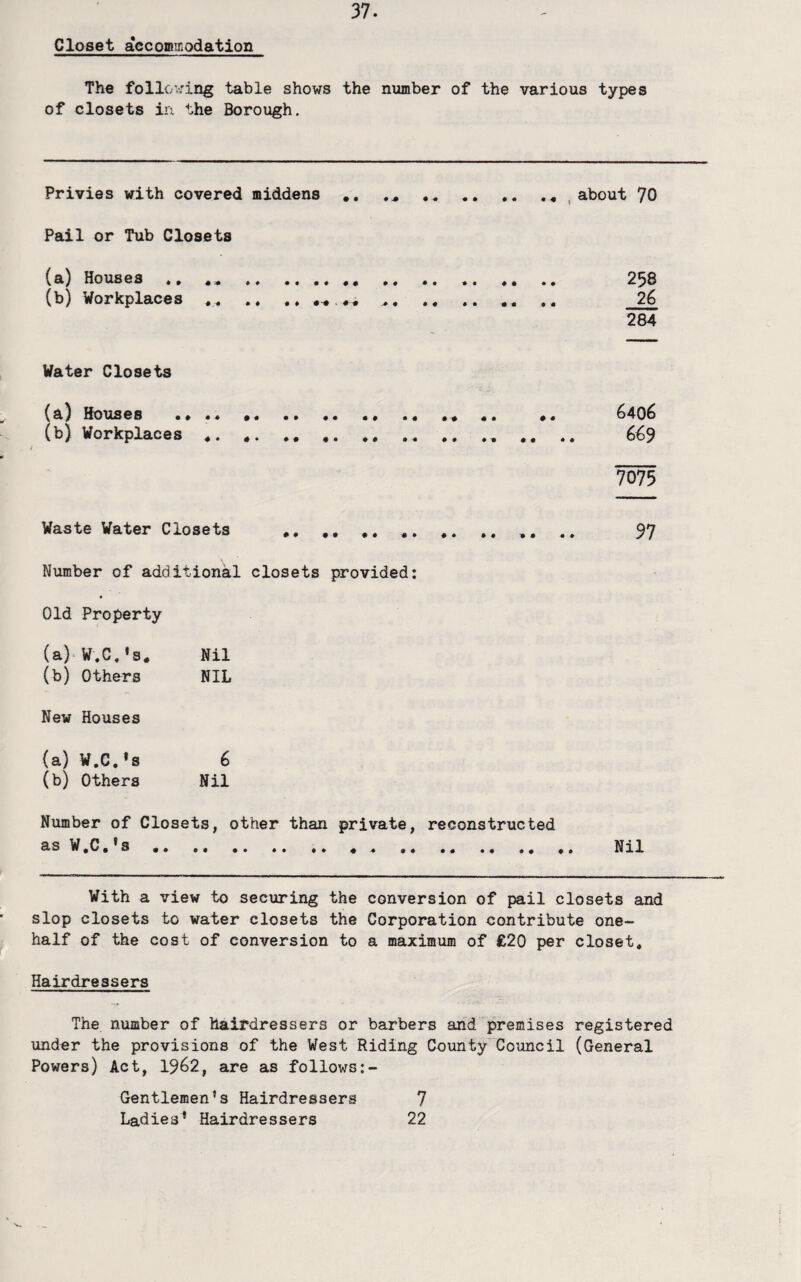 37.
Closet accommodation
The following table shows the number of the various types
of closets in the Borough.
Privies with covered middens .. .. .. .. .. .. about 70
Pail or Tub Closets
(a) Houses .. .. .. .. .. .. .. .. .. .. .. 258
(b) Workplaces .. .. .. .. .. .. .. .. .. .. 26
284
Water Closets
(a) Houses .. .. .. .. .. .. .. .. .. .. 6406
(b) Workplaces .. .. .. .. .. .. .. .. .. .. 669
7075
Waste Water Closets .. .. .. .. .. .. .. .. 97
Number of additional closets provided:
Old Property
(a) W.C.'s. Nil
(b) Others NIL
New Houses
(a) W.C.'s 6
(b) Others Nil
Number of Closets, other than private, reconstructed
as W.C.'s .. .. .. .. .. .. .. .. .. .. .. Nil
With a view to securing the conversion of pail closets and
slop closets to water closets the Corporation contribute one-
half of the cost of conversion to a maximum of £20 per closet.
Hairdressers
The number of hairdressers or barbers and premises registered
under the provisions of the West Riding County Council (General
Powers) Act, 1962, are as follows:-
Gentlemen's Hairdressers 7
Ladies' Hairdressers 22